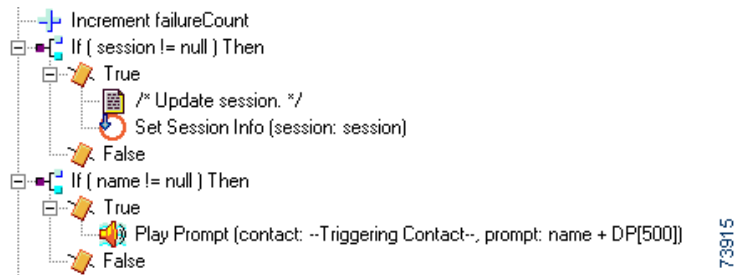 Increment failureCount
If ( session != null ) Then
True
/* Update session. */
Set Session Info (session: session)
False
If ( name != null ) Then
True
Play Prompt (contact: --Triggering Contact--, prompt: name + DP[500])
False
73915